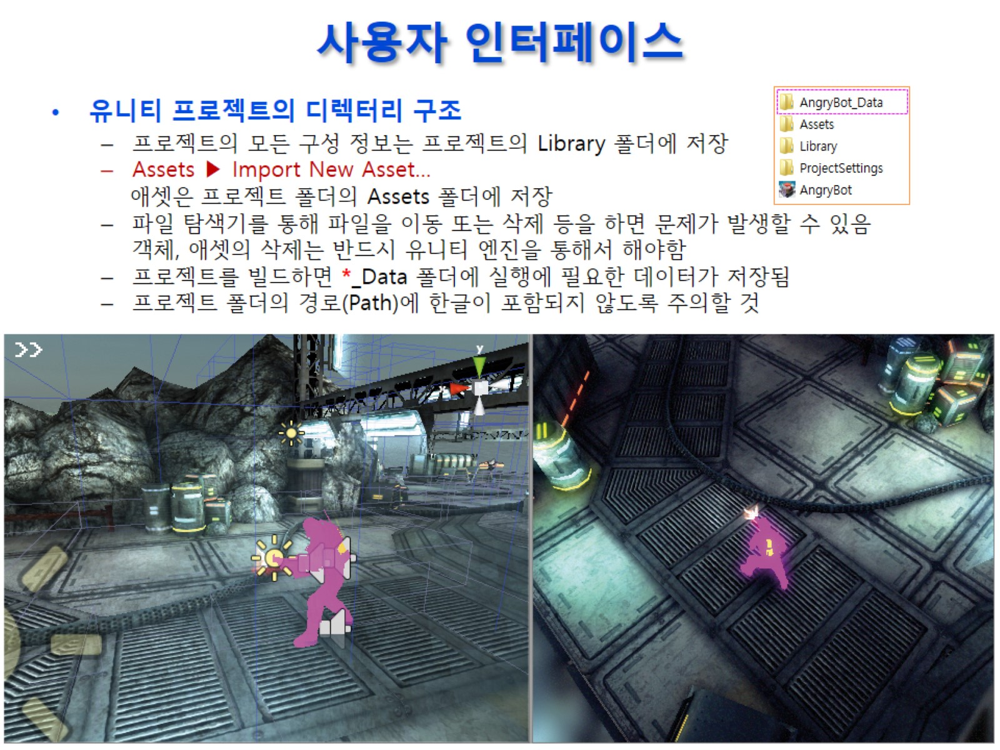 사용자 인터페이스
• 유니티 프로젝트의 디렉터리 구조
– 프로젝트의 모든 구성 정보는 프로젝트의 Library 폴더에 저장
– Assets ▶ Import New Asset...
애셋은 프로젝트 폴더의 Assets 폴더에 저장
– 파일 탐색기를 통해 파일을 이동 또는 삭제 등을 하면 문제가 발생할 수 있음
객체, 애셋의 삭제는 반드시 유니티 엔진을 통해서 해야함
– 프로젝트를 빌드하면 *_Data 폴더에 실행에 필요한 데이터가 저장됨
– 프로젝트 폴더의 경로(Path)에 한글이 포함되지 않도록 주의할 것
AngryBot_Data
Assets
Library
ProjectSettings
AngryBot
>>
y
x